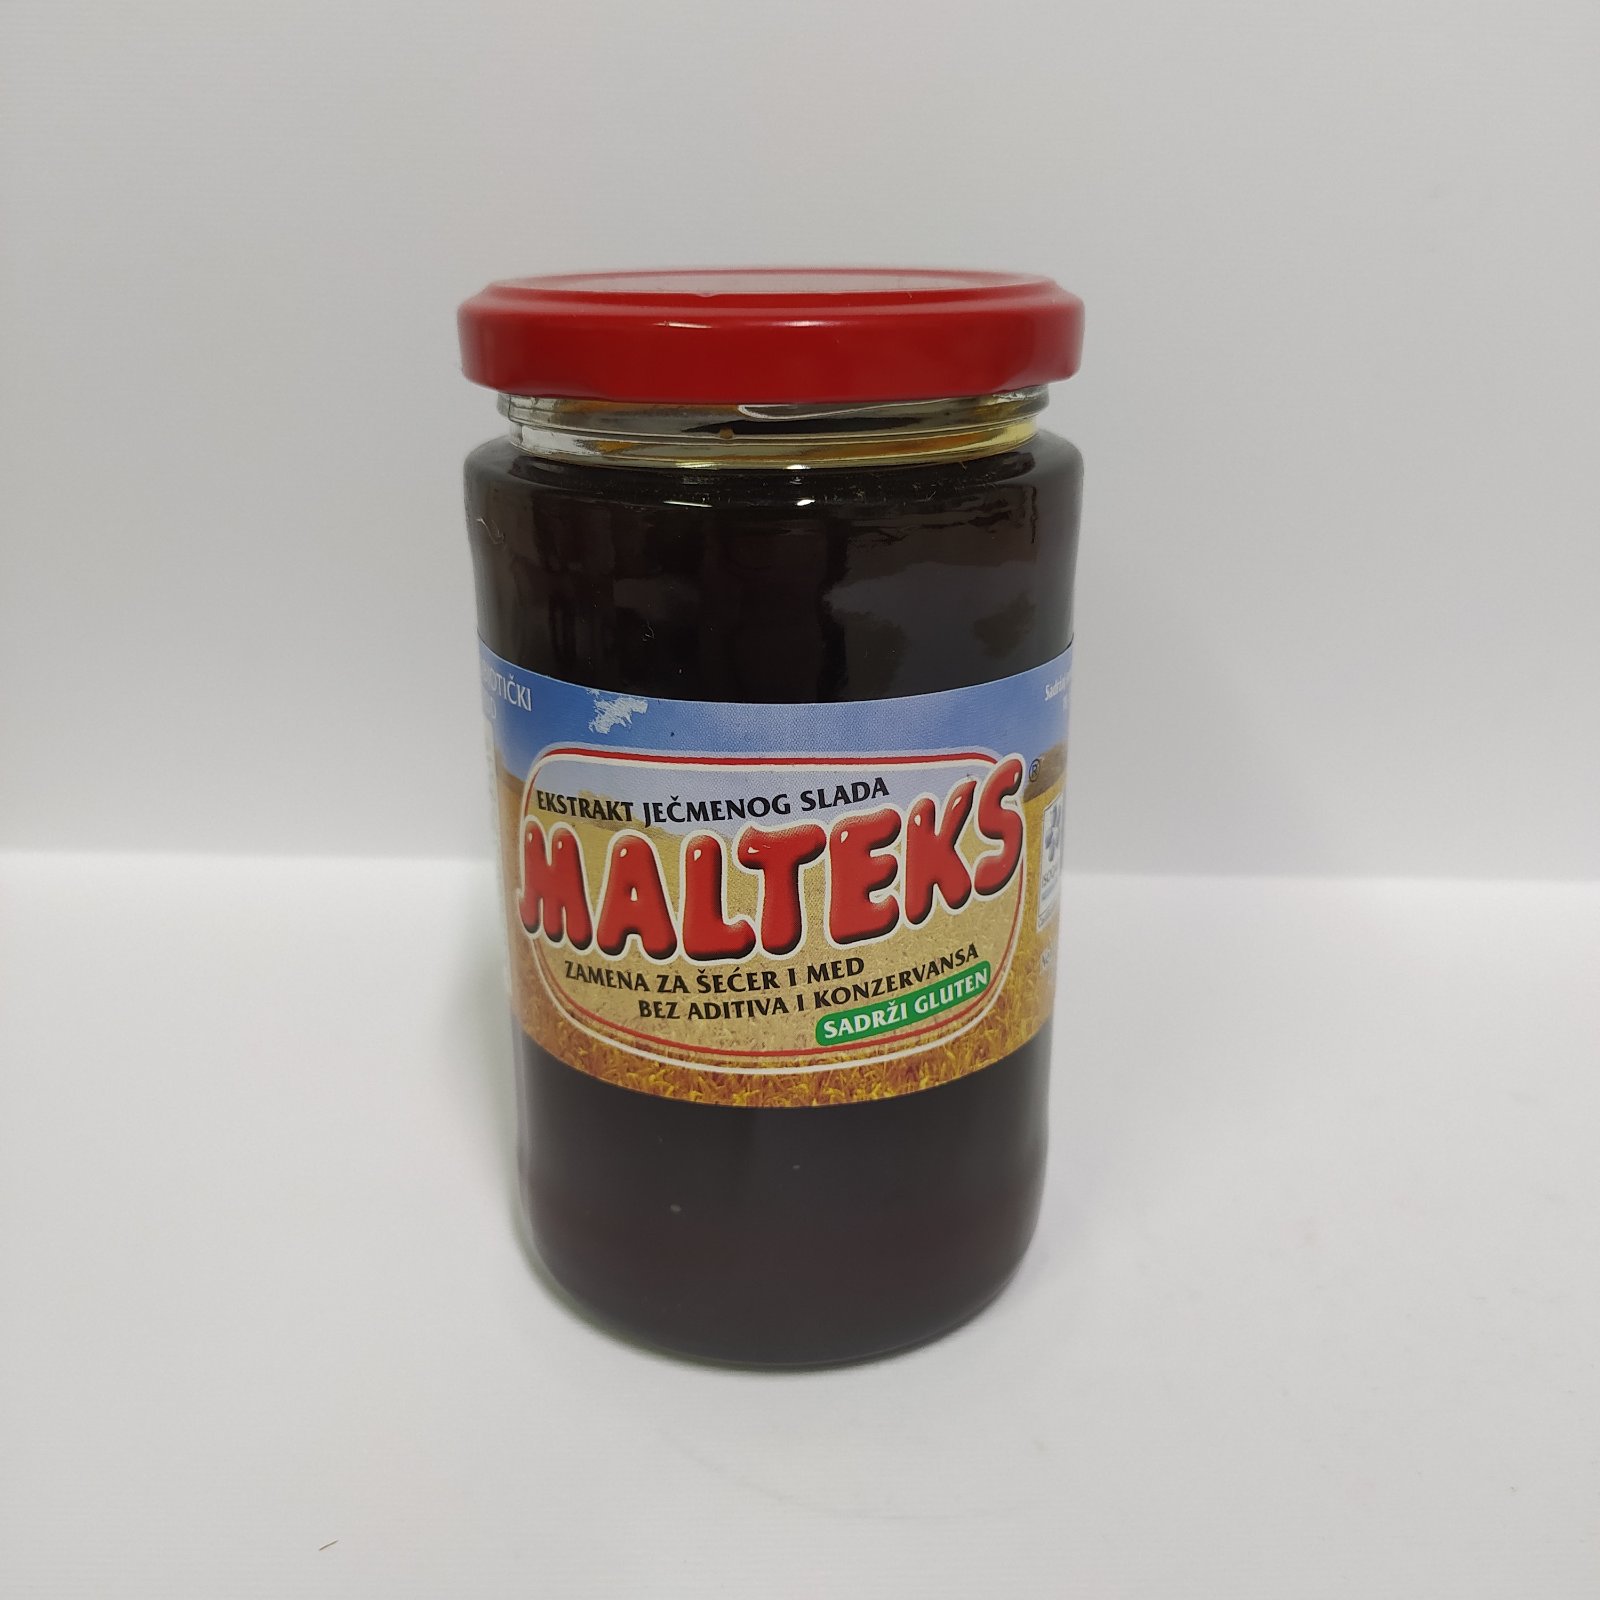 EKSTRAKT JEČMENOG SLADA
MALTEKS®
ZAMENA ZA ŠEĆER I MED
BEZ ADITIVA I KONZERVANSA
SADRŽI GLUTEN